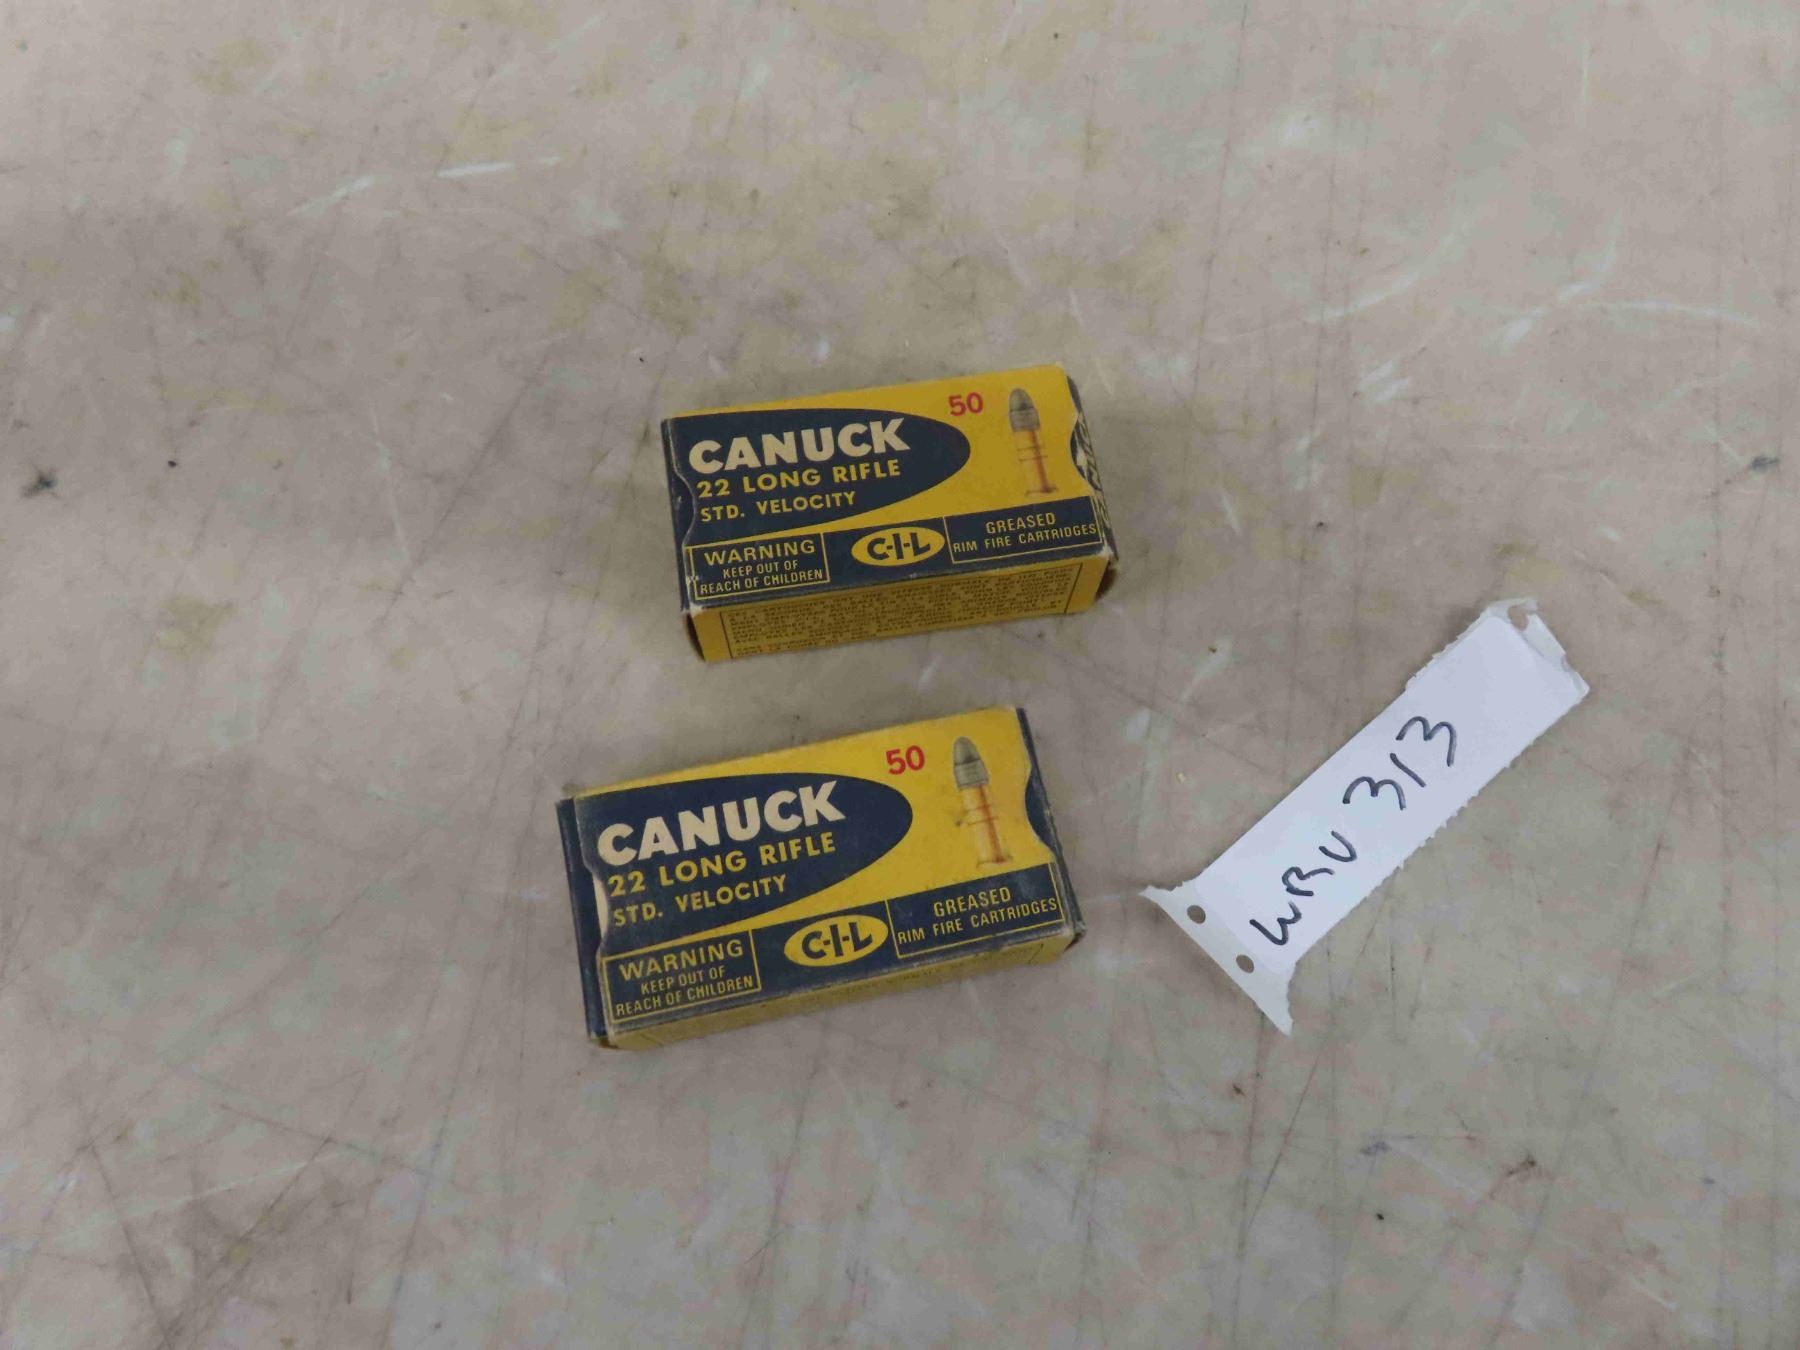 CANUCK
22 LONG RIFLE
STD. VELOCITY
50
WARNING
KEEP OUT OF
REACH OF CHILDREN
C-I-L
GREASED
RIM FIRE CARTRIDGES
CANUCK
22 LONG RIFLE
STD. VELOCITY
50
WARNING
KEEP OUT OF
REACH OF CHILDREN
C-I-L
GREASED
RIM FIRE CARTRIDGES
WRU 313